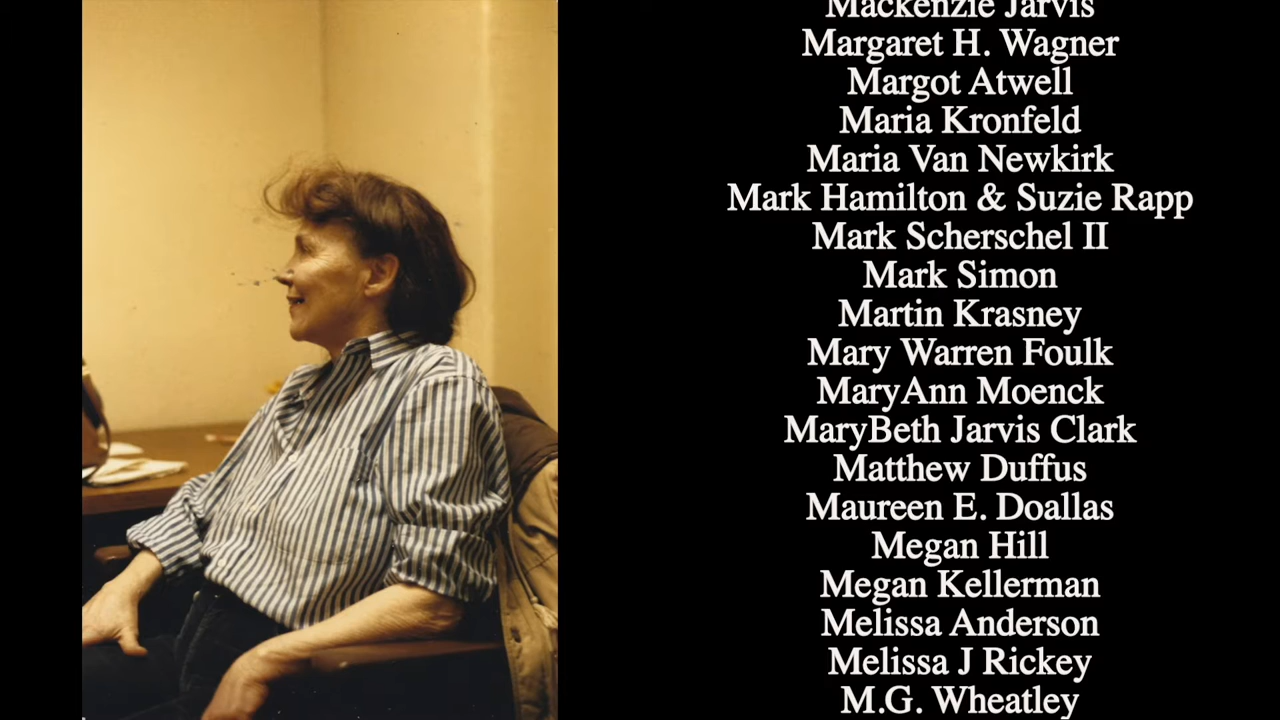 Mackenzie Jarvis
Margaret H. Wagner
Margot Atwell
Maria Kronfeld
Maria Van Newkirk
Mark Hamilton & Suzie Rapp
Mark Scherschel II
Mark Simon
Martin Krasney
Mary Warren Foulk
MaryAnn Moenck
MaryBeth Jarvis Clark
Matthew Duffus
Maureen E. Doallas
Megan Hill
Megan Kellerman
Melissa Anderson
Melissa J Rickey
M.G. Wheatley